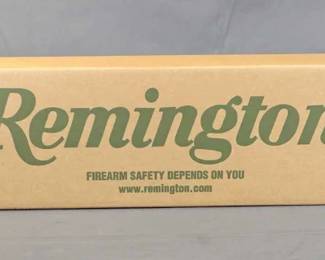 Remington
FIREARM SAFETY DEPENDS ON YOU
www.remington.com